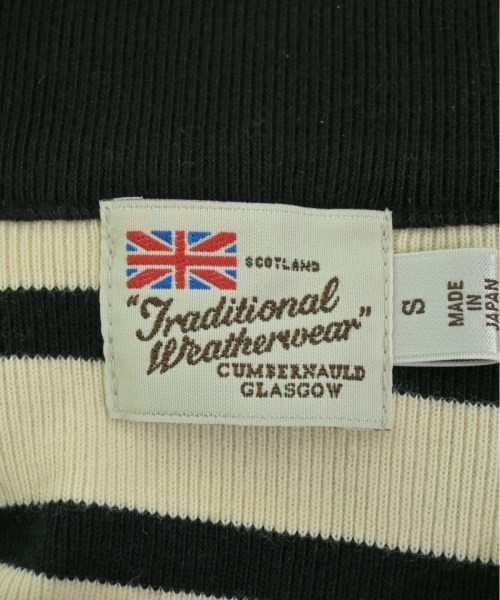 SCOTLAND
"Traditional
Weatherwear"
CUMBERNAULD
GLASGOW
S
MADE
IN
JAPAN